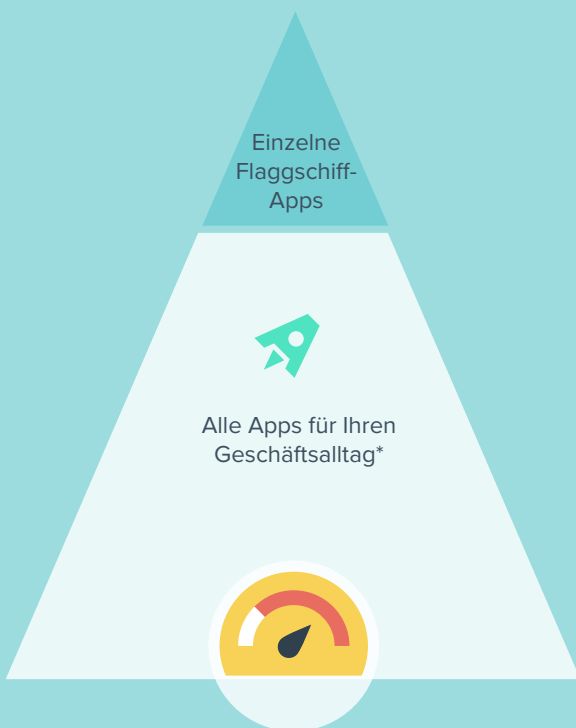 Einzelne
Flaggschiff-
Apps
Alle Apps für Ihren
Geschäftsalltag*